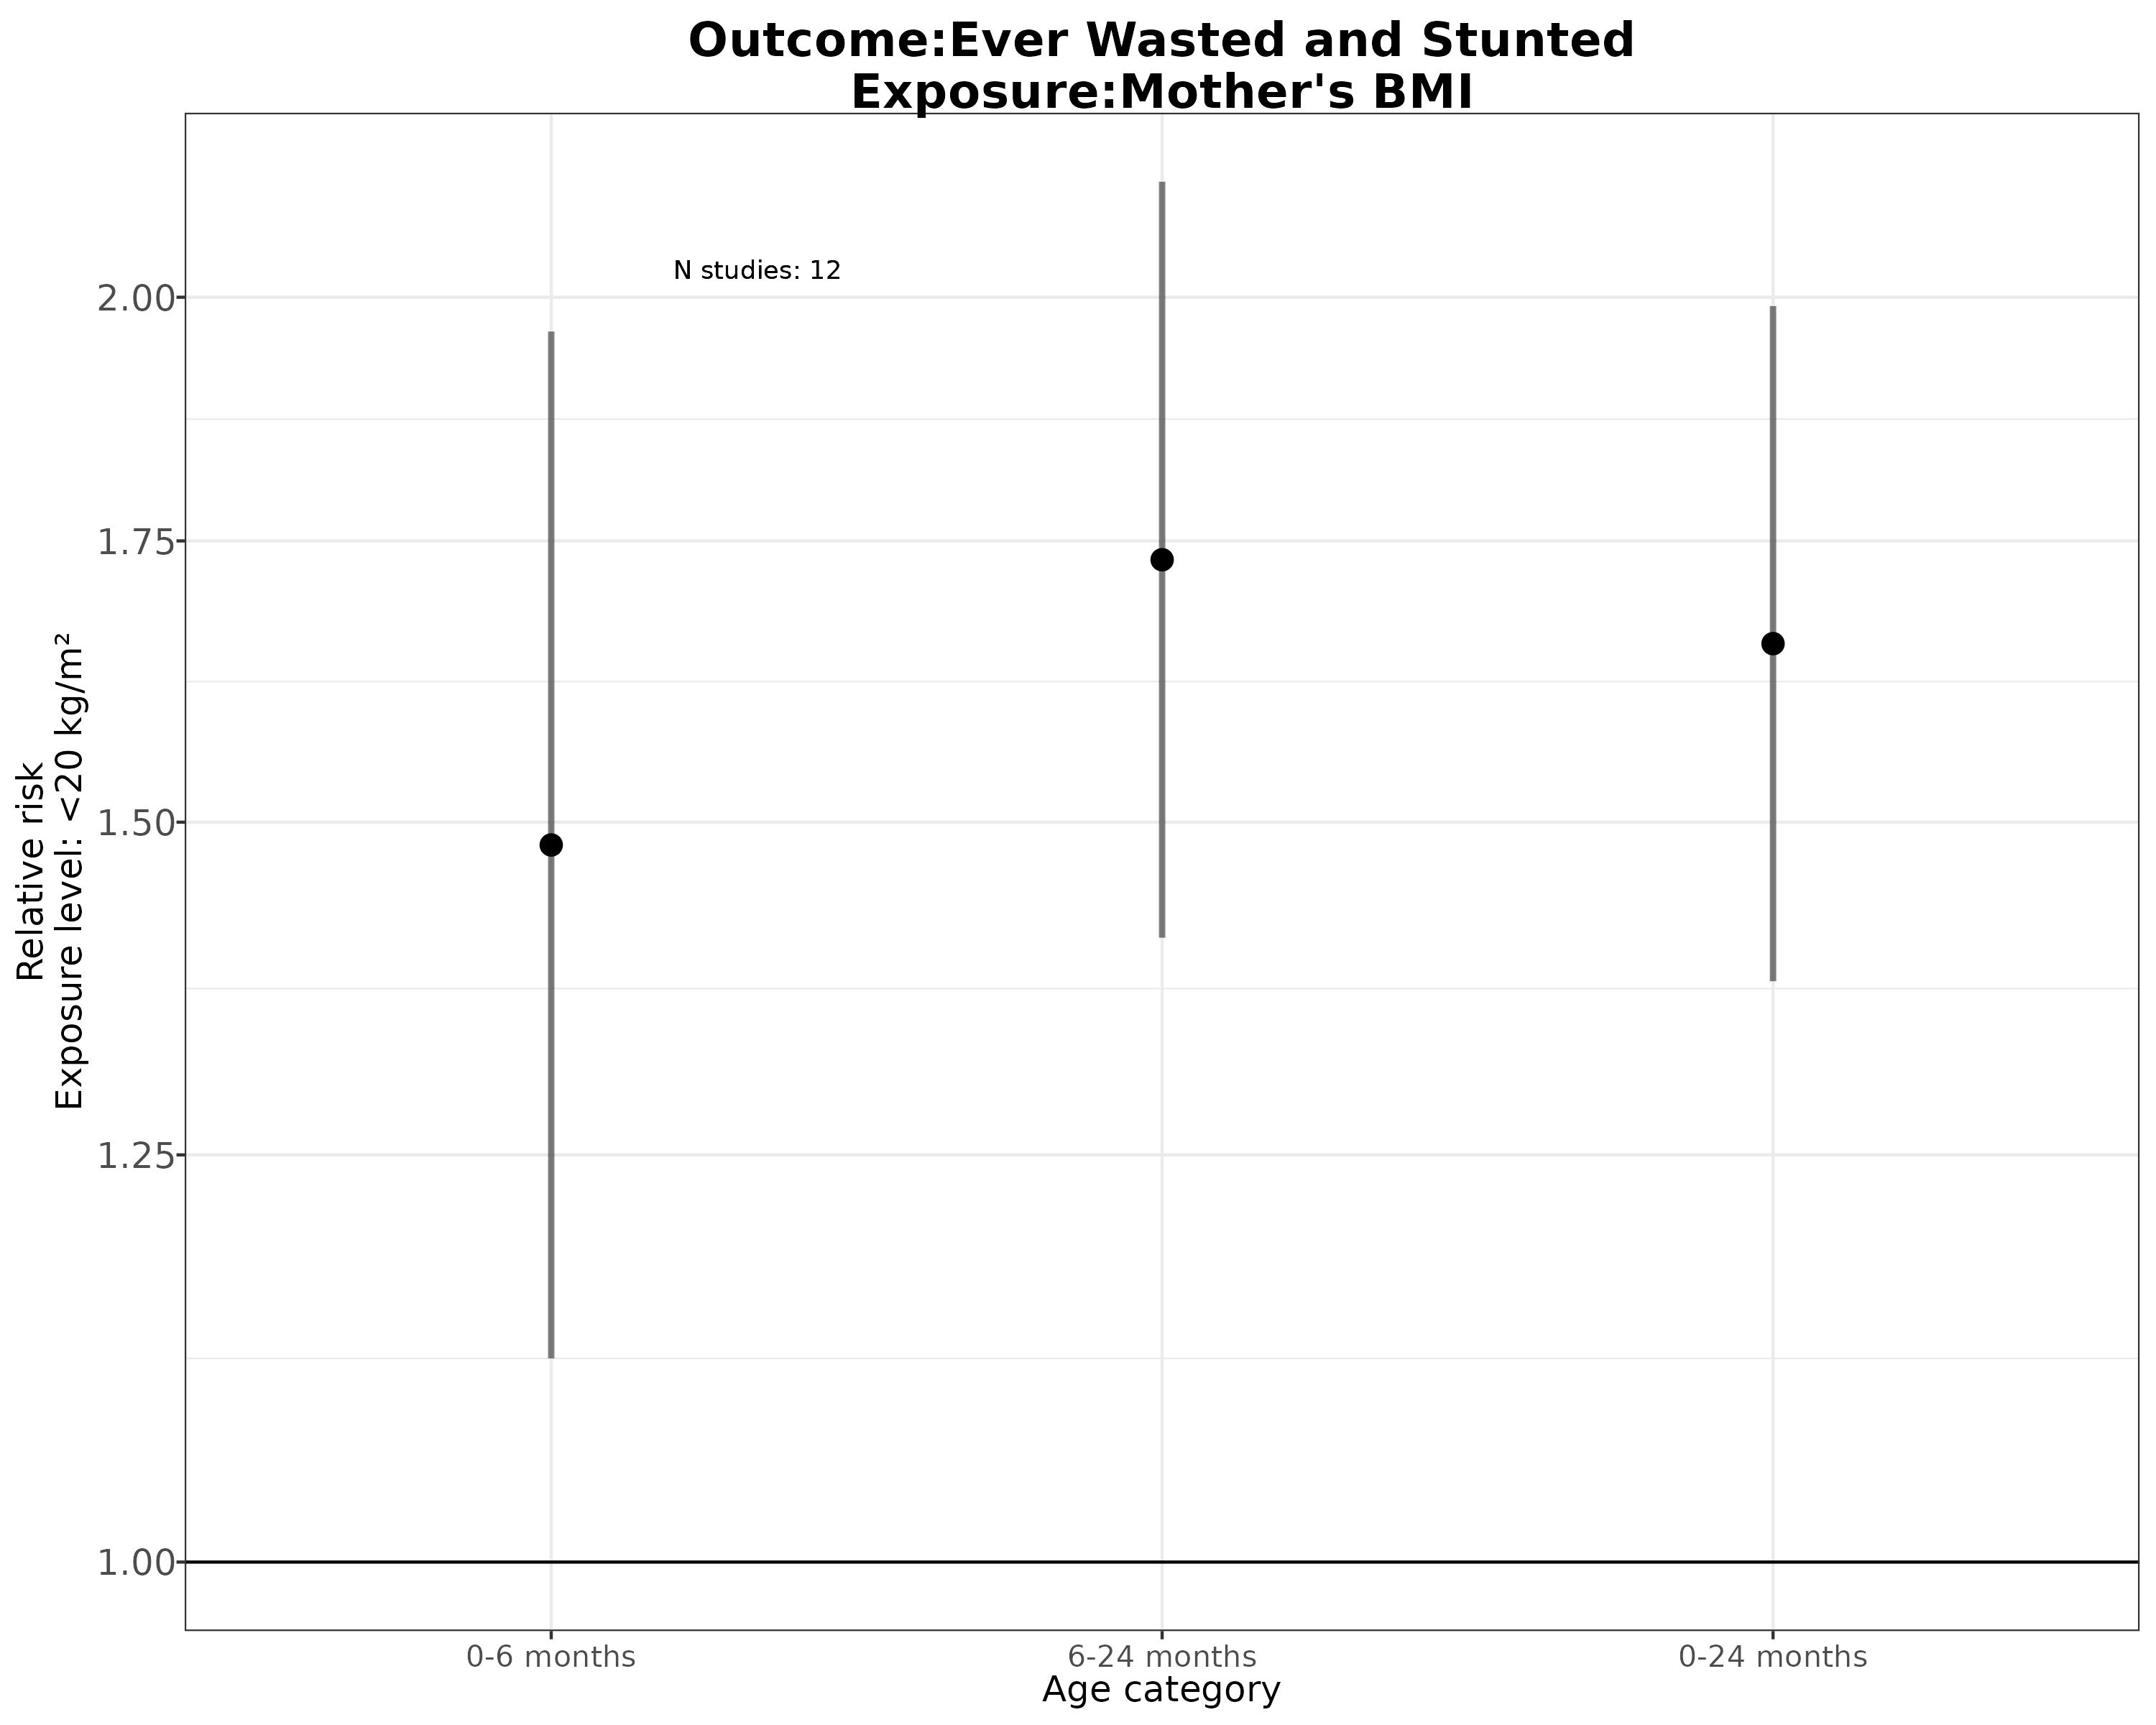 Outcome:Ever Wasted and Stunted
Exposure:Mother's BMI
N studies: 12
Relative risk
Exposure level: <20 kg/m²
2.00
1.75
1.50
1.25
1.00
0-6 months
6-24 months
0-24 months
Age category